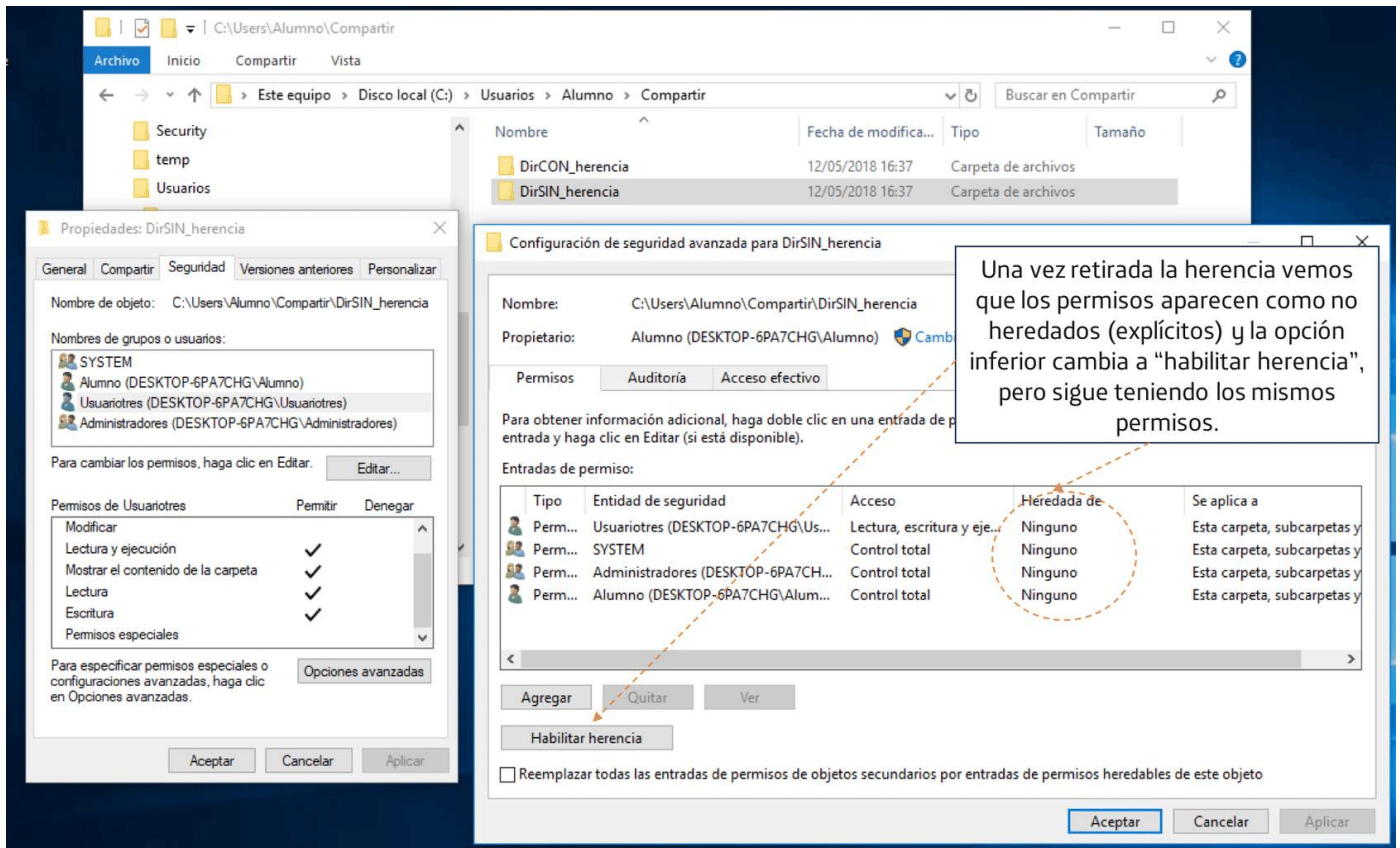 C:\Users\Alumno\Compartir
Archivo Inicio Compartir Vista
Este equipo > Disco local (C:) > Usuarios > Alumno > Compartir
Buscar en Compartir
Security
temp
Usuarios
Nombre Fecha de modifica... Tipo Tamaño
DirCON_herencia 12/05/2018 16:37 Carpeta de archivos
DirSIN_herencia 12/05/2018 16:37 Carpeta de archivos
Propiedades: DirSIN_herencia
General Compartir Seguridad Versiones anteriores Personalizar
Nombre de objeto: C:\Users\Alumno\Compartir\DirSIN_herencia
Nombres de grupos o usuarios:
SYSTEM
Alumno (DESKTOP-6PA7CHG\Alumno)
Usuariotres (DESKTOP-6PA7CHG\Usuariotres)
Administradores (DESKTOP-6PA7CHG\Administradores)
Para cambiar los permisos, haga clic en Editar.
Editar...
Permisos de Usuariotres Permitir Denegar
Modificar
Lectura y ejecución
Mostrar el contenido de la carpeta
Lectura
Escritura
Permisos especiales
Para especificar permisos especiales o
configuraciones avanzadas, haga clic
en Opciones avanzadas.
Opciones avanzadas
Aceptar Cancelar Aplicar
Configuración de seguridad avanzada para DirSIN_herencia
Nombre: C:\Users\Alumno\Compartir\DirSIN_herencia
Propietario: Alumno (DESKTOP-6PA7CHG\Alumno) Cambi
Permisos Auditoría Acceso efectivo
Para obtener información adicional, haga doble clic en una entrada de p
entrada y haga clic en Editar (si está disponible).
Entradas de permiso:
Tipo Entidad de seguridad Acceso Heredada de Se aplica a
Perm... Usuariotres (DESKTOP-6PA7CHG\Us... Lectura, escritura y eje... Ninguno Esta carpeta, subcarpetas y
Perm... SYSTEM Control total Ninguno Esta carpeta, subcarpetas y
Perm... Administradores (DESKTOP-6PA7CH... Control total Ninguno Esta carpeta, subcarpetas y
Perm... Alumno (DESKTOP-6PA7CHG\Alum... Control total Ninguno Esta carpeta, subcarpetas y
Agregar Quitar Ver
Habilitar herencia
Reemplazar todas las entradas de permisos de objetos secundarios por entradas de permisos heredables de este objeto
Aceptar Cancelar Aplicar
Una vez retirada la herencia vemos
que los permisos aparecen como no
heredados (explícitos) y la opción
inferior cambia a “habilitar herencia”,
pero sigue teniendo los mismos
permisos.